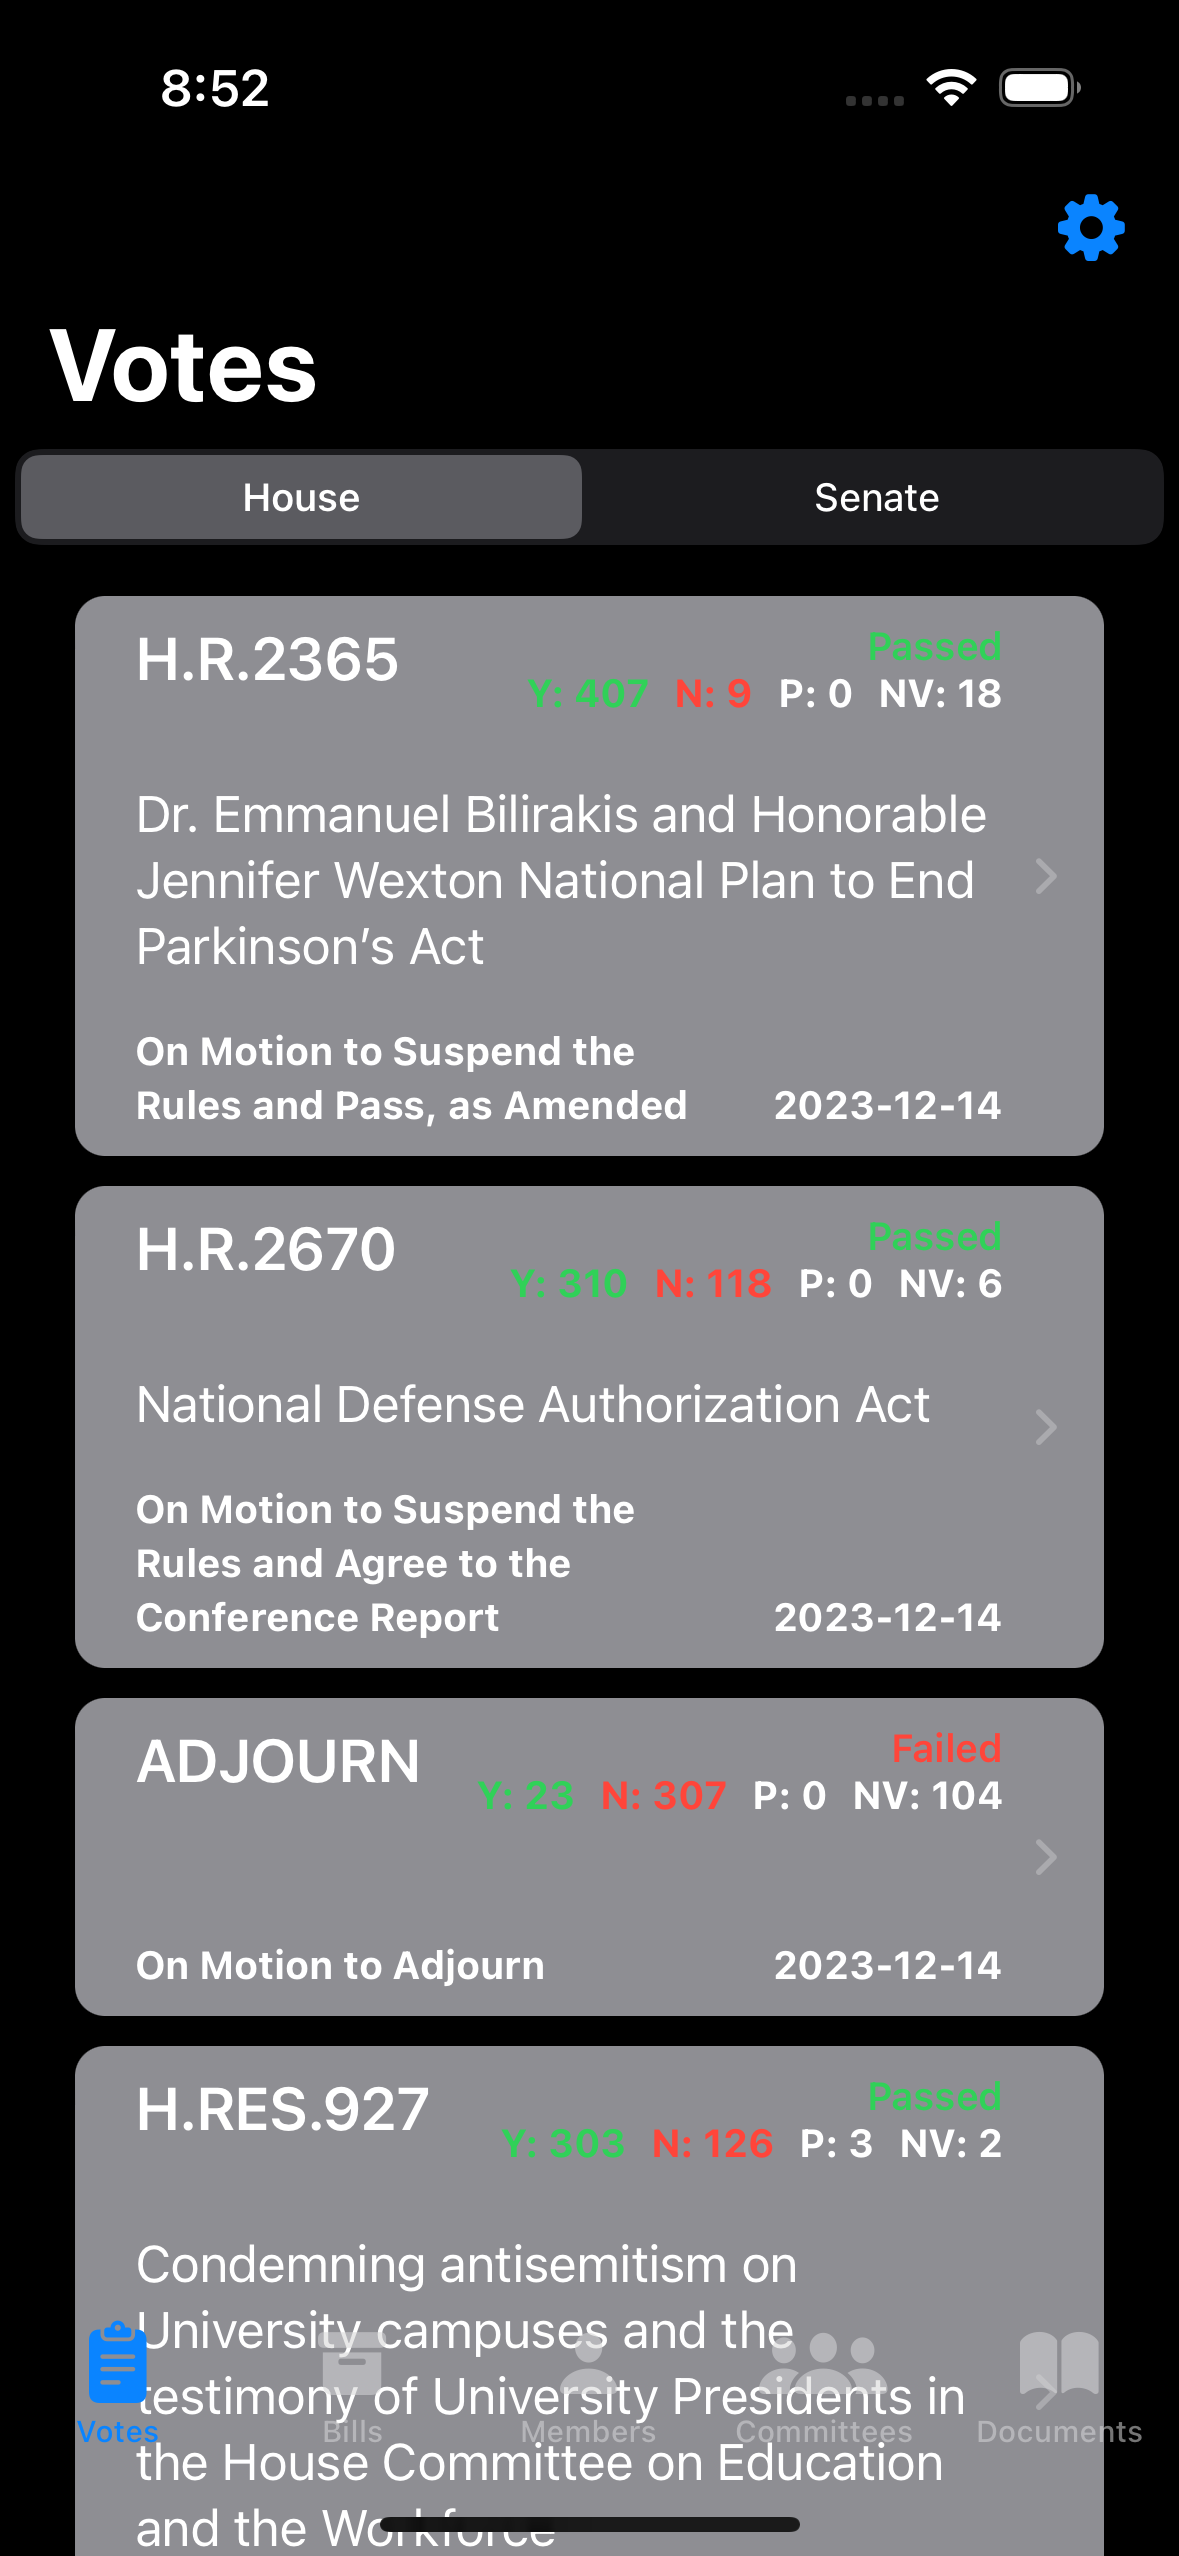 8:52
Votes
House
Senate
H.R.2365
Passed
Y: 407 N: 9 P: 0 NV: 18
Dr. Emmanuel Bilirakis and Honorable
Jennifer Wexton National Plan to End
Parkinson’s Act
On Motion to Suspend the
Rules and Pass, as Amended
2023-12-14
H.R.2670
Passed
Y: 310 N: 118 P: 0 NV: 6
National Defense Authorization Act
On Motion to Suspend the
Rules and Agree to the
Conference Report
2023-12-14
ADJOURN
Failed
Y: 23 N: 307 P: 0 NV: 104
On Motion to Adjourn
2023-12-14
H.RES.927
Passed
Y: 303 N: 126 P: 3 NV: 2
Condemning antisemitism on
University campuses and the
testimony of University Presidents in
the House Committee on Education
and the Workforce
Votes
Bills
Members
Committees
Documents